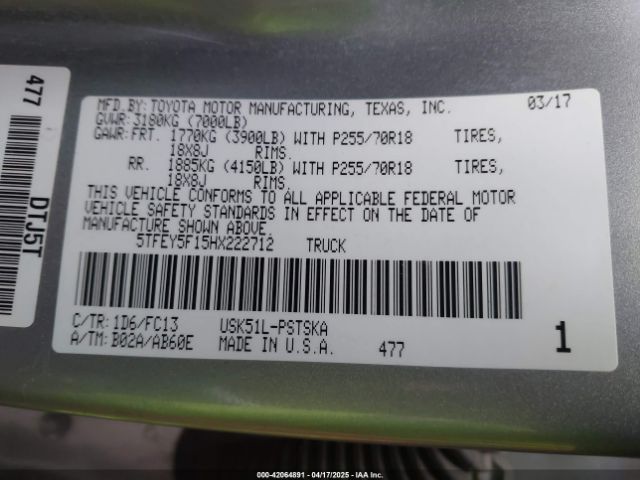 477
DTJ5T
MFD.BY: TOYOTA MOTOR MANUFACTURING, TEXAS, INC. 03/17
GVWR: 3180KG (7000LB)
GAWR: FRT. 1770KG (3900LB) WITH P255/70R18 TIRES,
18X8J RIMS.
RR. 1885KG (4150LB) WITH P255/70R18 TIRES,
18X8J RIMS.
THIS VEHICLE CONFORMS TO ALL APPLICABLE FEDERAL MOTOR
VEHICLE SAFETY STANDARDS IN EFFECT ON THE DATE OF
MANUFACTURE SHOWN ABOVE.
5TFEY5F15HX222712 TRUCK
C/TR: 1D6/FC13 USK51L-PSTSKA
A/TM: B02A/AB60E MADE IN U.S.A. 477 1
000-42064891 - 04/17/2025 - IAA Inc.